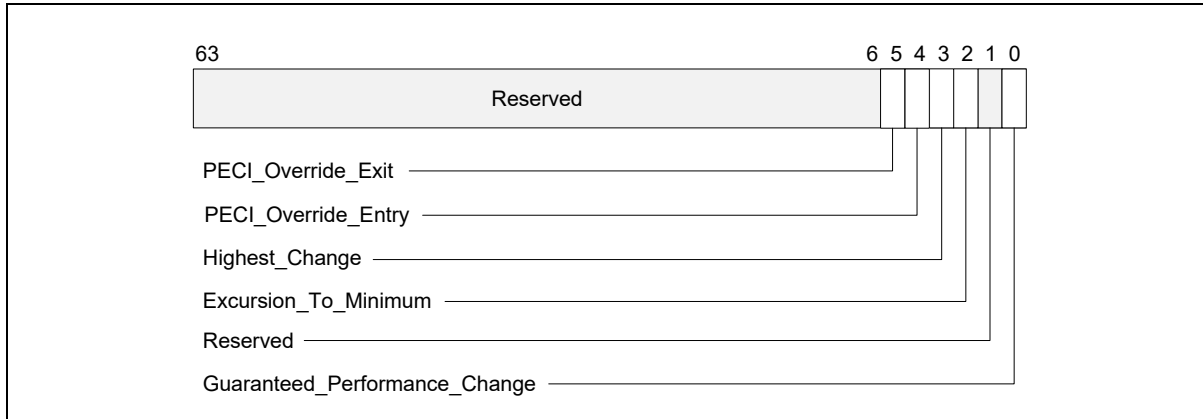 63 6 5 4 3 2 1 0
Reserved
PECI_Override_Exit
PECI_Override_Entry
Highest_Change
Excursion_To_Minimum
Reserved
Guaranteed_Performance_Change